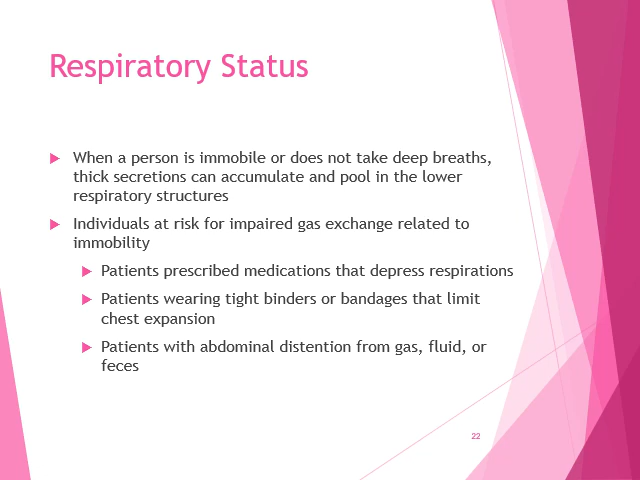 Respiratory Status
When a person is immobile or does not take deep breaths,
thick secretions can accumulate and pool in the lower
respiratory structures
Individuals at risk for impaired gas exchange related to
immobility
Patients prescribed medications that depress respirations
Patients wearing tight binders or bandages that limit
chest expansion
Patients with abdominal distention from gas, fluid, or
feces
22